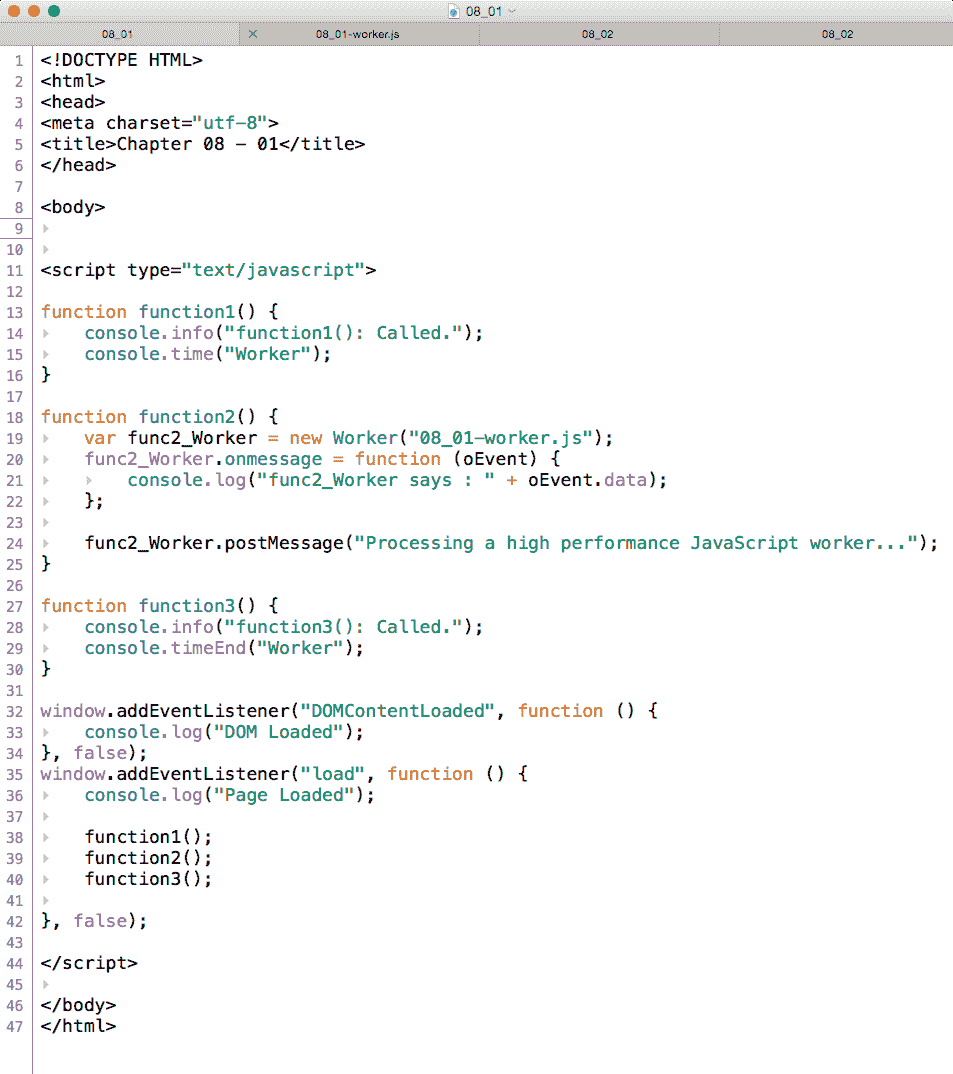 08_01
08_01 08_01-worker.js 08_02 08_02
1 <!DOCTYPE HTML>
2 <html>
3 <head>
4 <meta charset="utf-8">
5 <title>Chapter 08 - 01</title>
6 </head>
7
8 <body>
9
10
11 <script type="text/javascript">
12
13 function function1() {
14 console.info("function1(): Called.");
15 console.time("Worker");
16 }
17
18 function function2() {
19 var func2_Worker = new Worker("08_01-worker.js");
20 func2_Worker.onmessage = function (oEvent) {
21 console.log("func2_Worker says : " + oEvent.data);
22 };
23
24 func2_Worker.postMessage("Processing a high performance JavaScript worker...");
25 }
26
27 function function3() {
28 console.info("function3(): Called.");
29 console.timeEnd("Worker");
30 }
31
32 window.addEventListener("DOMContentLoaded", function () {
33 console.log("DOM Loaded");
34 }, false);
35 window.addEventListener("load", function () {
36 console.log("Page Loaded");
37
38 function1();
39 function2();
40 function3();
41
42 }, false);
43
44 </script>
45
46 </body>
47 </html>